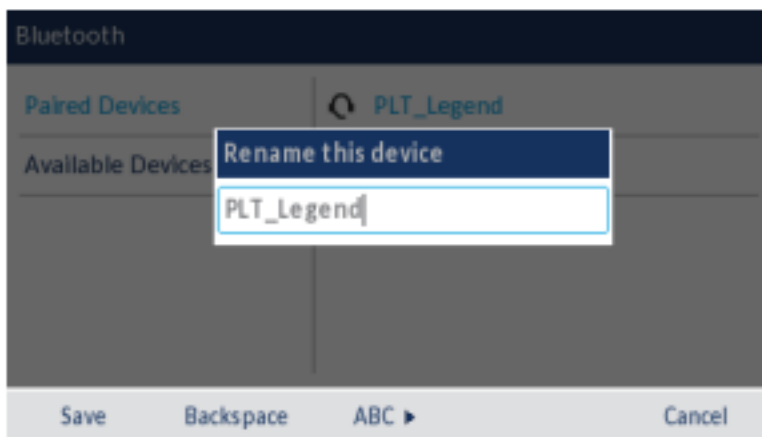 Bluetooth
Paired Devices
PLT_Legend
Available Devices
Rename this device
PLT_Legend
Save Backspace ABC ▸ Cancel